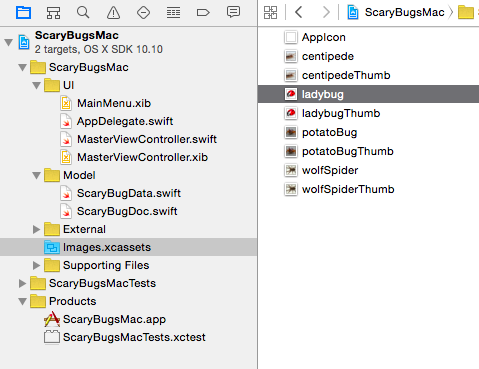 ScaryBugsMac
2 targets, OS X SDK 10.10
ScaryBugsMac
UI
MainMenu.xib
AppDelegate.swift
MasterViewController.swift
MasterViewController.xib
Model
ScaryBugData.swift
ScaryBugDoc.swift
External
Images.xcassets
Supporting Files
ScaryBugsMacTests
Products
ScaryBugsMac.app
ScaryBugsMacTests.xctest
ScaryBugsMac
AppIcon
centipede
centipedeThumb
ladybug
ladybugThumb
potatoBug
potatoBugThumb
wolfSpider
wolfSpiderThumb